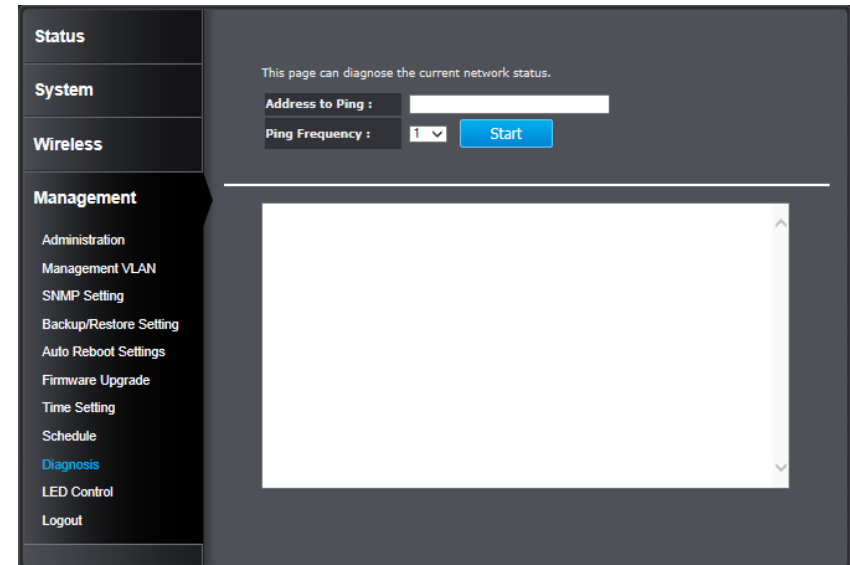 Status
System
Wireless
Management
Administration
Management VLAN
SNMP Setting
Backup/Restore Setting
Auto Reboot Settings
Firmware Upgrade
Time Setting
Schedule
Diagnosis
LED Control
Logout
This page can diagnose the current network status.
Address to Ping :
Ping Frequency : 1 Start